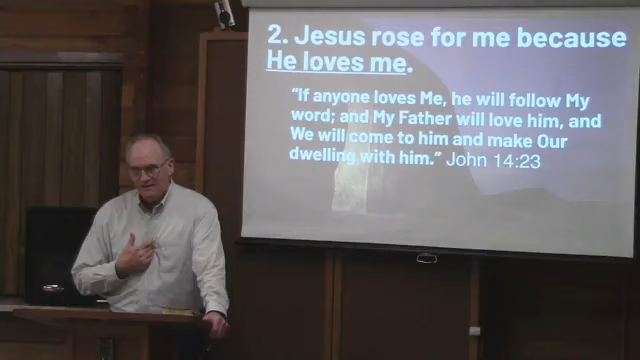 2. Jesus rose for me because
He loves me.
“If anyone loves Me, he will follow My
word; and My Father will love him, and
We will come to him and make Our
dwelling with him.” John 14:23